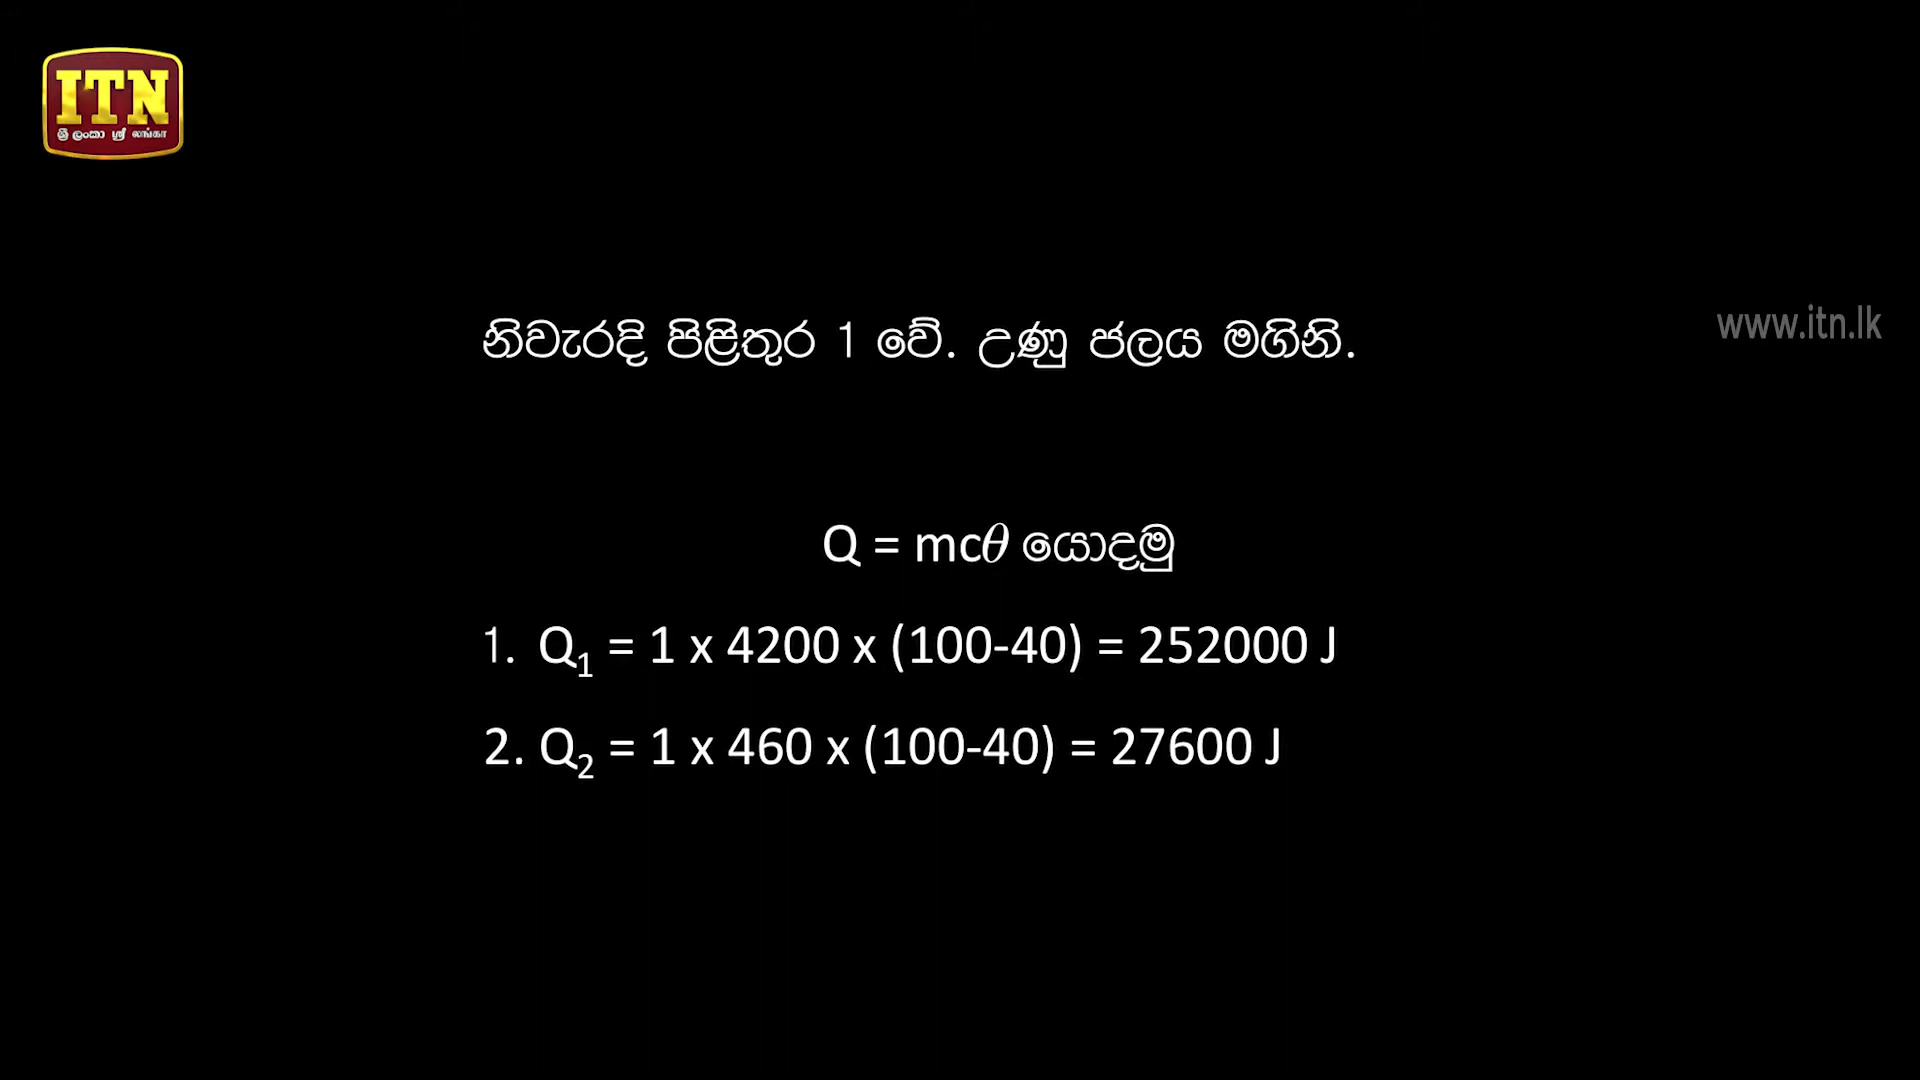 ITN
ශ්‍රී ලංකා ஸ்ரீ லங்கா
නිවැරදි පිළිතුර 1 වේ. උණු ජලය මගිනි.
www.itn.lk
Q = mcθ යොදමු
1. Q₁ = 1 x 4200 x (100-40) = 252000 J
2. Q₂ = 1 x 460 x (100-40) = 27600 J